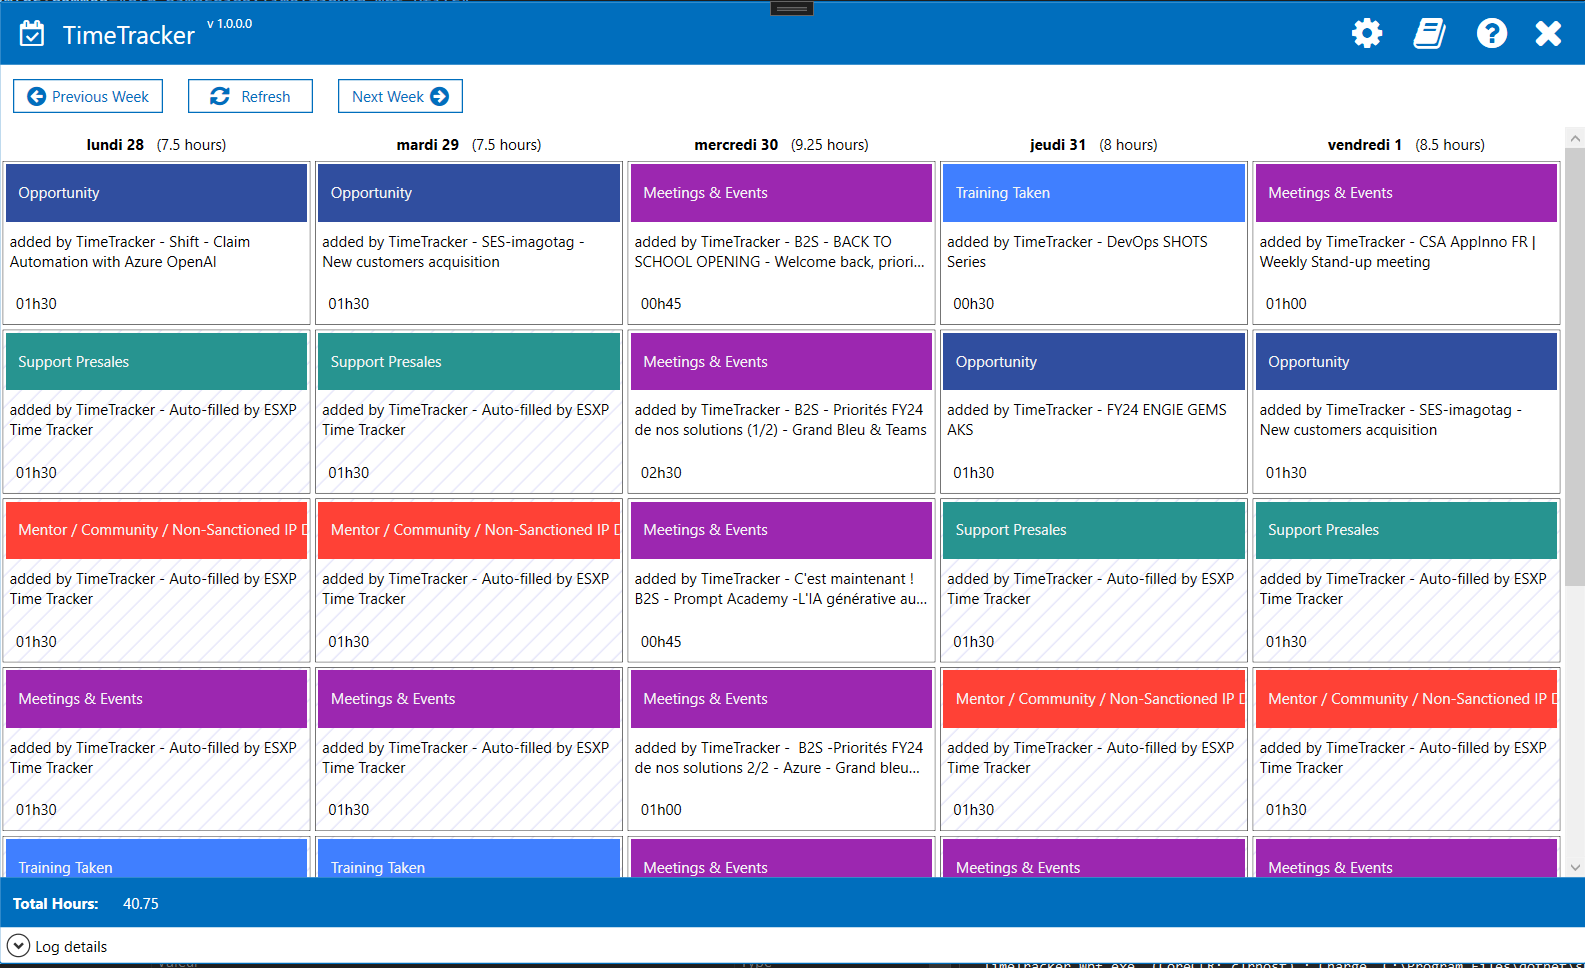 TimeTracker v 1.0.0.0
Previous Week
Refresh
Next Week
lundi 28 (7.5 hours)
mardi 29 (7.5 hours)
mercredi 30 (9.25 hours)
jeudi 31 (8 hours)
vendredi 1 (8.5 hours)
Opportunity
added by TimeTracker - Shift - Claim
Automation with Azure OpenAI
01h30
Opportunity
added by TimeTracker - SES-imagotag -
New customers acquisition
01h30
Meetings & Events
added by TimeTracker - B2S - BACK TO
SCHOOL OPENING - Welcome back, priori...
00h45
Training Taken
added by TimeTracker - DevOps SHOTS
Series
00h30
Meetings & Events
added by TimeTracker - CSA AppInno FR |
Weekly Stand-up meeting
01h00
Support Presales
added by TimeTracker - Auto-filled by ESXP
Time Tracker
01h30
Support Presales
added by TimeTracker - Auto-filled by ESXP
Time Tracker
01h30
Meetings & Events
added by TimeTracker - B2S - Priorités FY24
de nos solutions (1/2) - Grand Bleu & Teams
02h30
Opportunity
added by TimeTracker - FY24 ENGIE GEMS
AKS
01h30
Opportunity
added by TimeTracker - SES-imagotag -
New customers acquisition
01h30
Mentor / Community / Non-Sanctioned IP D
added by TimeTracker - Auto-filled by ESXP
Time Tracker
01h30
Mentor / Community / Non-Sanctioned IP D
added by TimeTracker - Auto-filled by ESXP
Time Tracker
01h30
Meetings & Events
added by TimeTracker - C'est maintenant !
B2S - Prompt Academy -L'IA générative au...
00h45
Support Presales
added by TimeTracker - Auto-filled by ESXP
Time Tracker
01h30
Support Presales
added by TimeTracker - Auto-filled by ESXP
Time Tracker
01h30
Meetings & Events
added by TimeTracker - Auto-filled by ESXP
Time Tracker
01h30
Meetings & Events
added by TimeTracker - Auto-filled by ESXP
Time Tracker
01h30
Meetings & Events
added by TimeTracker -  B2S -Priorités FY24
de nos solutions 2/2 - Azure - Grand bleu...
01h00
Mentor / Community / Non-Sanctioned IP D
added by TimeTracker - Auto-filled by ESXP
Time Tracker
01h30
Mentor / Community / Non-Sanctioned IP D
added by TimeTracker - Auto-filled by ESXP
Time Tracker
01h30
Training Taken
Training Taken
Meetings & Events
Meetings & Events
Meetings & Events
Total Hours: 40.75
Log details